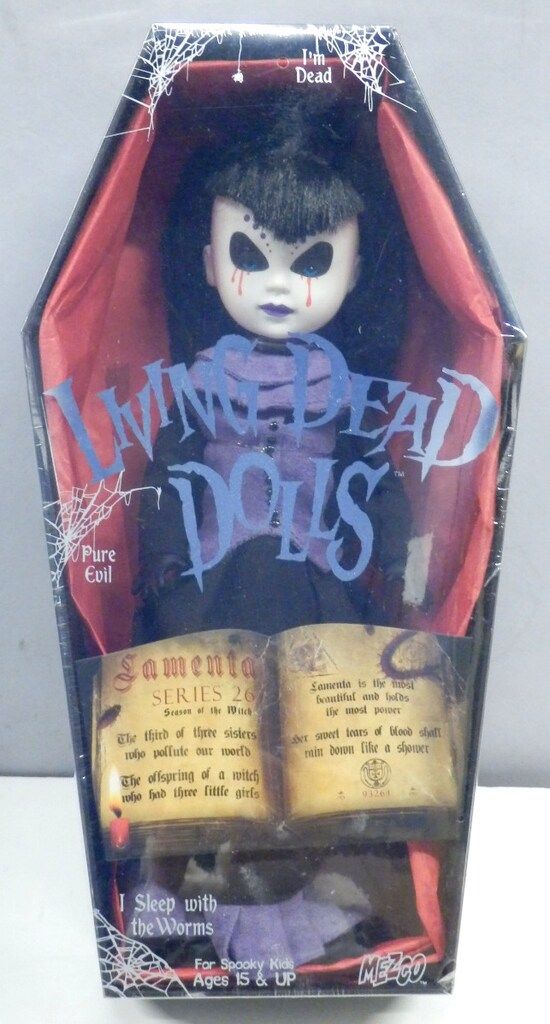 I'm
Dead
LIVING DEAD
DOLLS™
Pure
Evil
Lamenta
SERIES 26
Season of the Witch
The third of three sisters
who pollute our world
The offspring of a witch
who had three little girls
Lamenta is the most
beautiful and holds
the most power
Her sweet tears of blood shall
rain down like a shower
93263
I Sleep with
the Worms
For Spooky Kids
Ages 15 & UP
MEZCO™